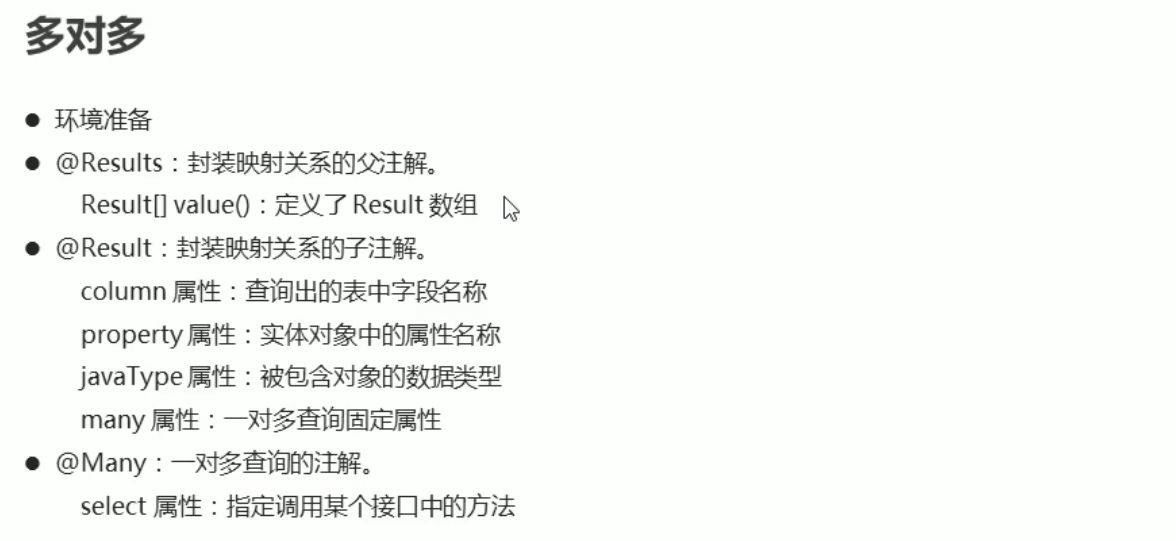 多对多
● 环境准备
● @Results：封装映射关系的父注解。
Result[] value()：定义了 Result 数组
● @Result：封装映射关系的子注解。
column 属性：查询出的表中字段名称
property 属性：实体对象中的属性名称
javaType 属性：被包含对象的数据类型
many 属性：一对多查询固定属性
● @Many：一对多查询的注解。
select 属性：指定调用某个接口中的方法